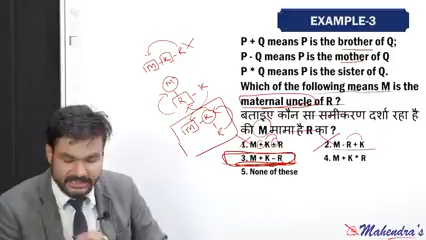 EXAMPLE-3
P + Q means P is the brother of Q;
P - Q means P is the mother of Q
P * Q means P is the sister of Q.
Which of the following means M is the
maternal uncle of R ?
बताइए कौन सा समीकरण दर्शा रहा है
की M मामा है R का ?
1. M + K + R 2. M - R + K
3. M + K – R 4. M + K * R
5. None of these
M + K - R
M
R - K
M - K
R
Mahendra's